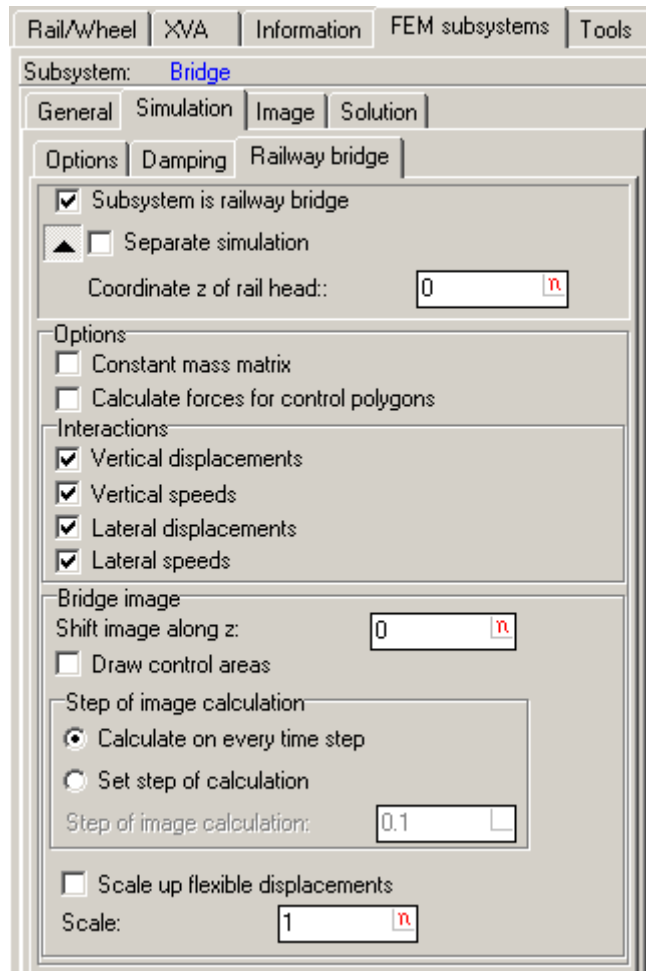 Rail/Wheel XVA Information FEM subsystems Tools
Subsystem: Bridge
General Simulation Image Solution
Options Damping Railway bridge
Subsystem is railway bridge
Separate simulation
Coordinate z of rail head:: 0 n
Options
Constant mass matrix
Calculate forces for control polygons
Interactions
Vertical displacements
Vertical speeds
Lateral displacements
Lateral speeds
Bridge image
Shift image along z: 0 n
Draw control areas
Step of image calculation
Calculate on every time step
Set step of calculation
Step of image calculation: 0.1
Scale up flexible displacements
Scale: 1 n